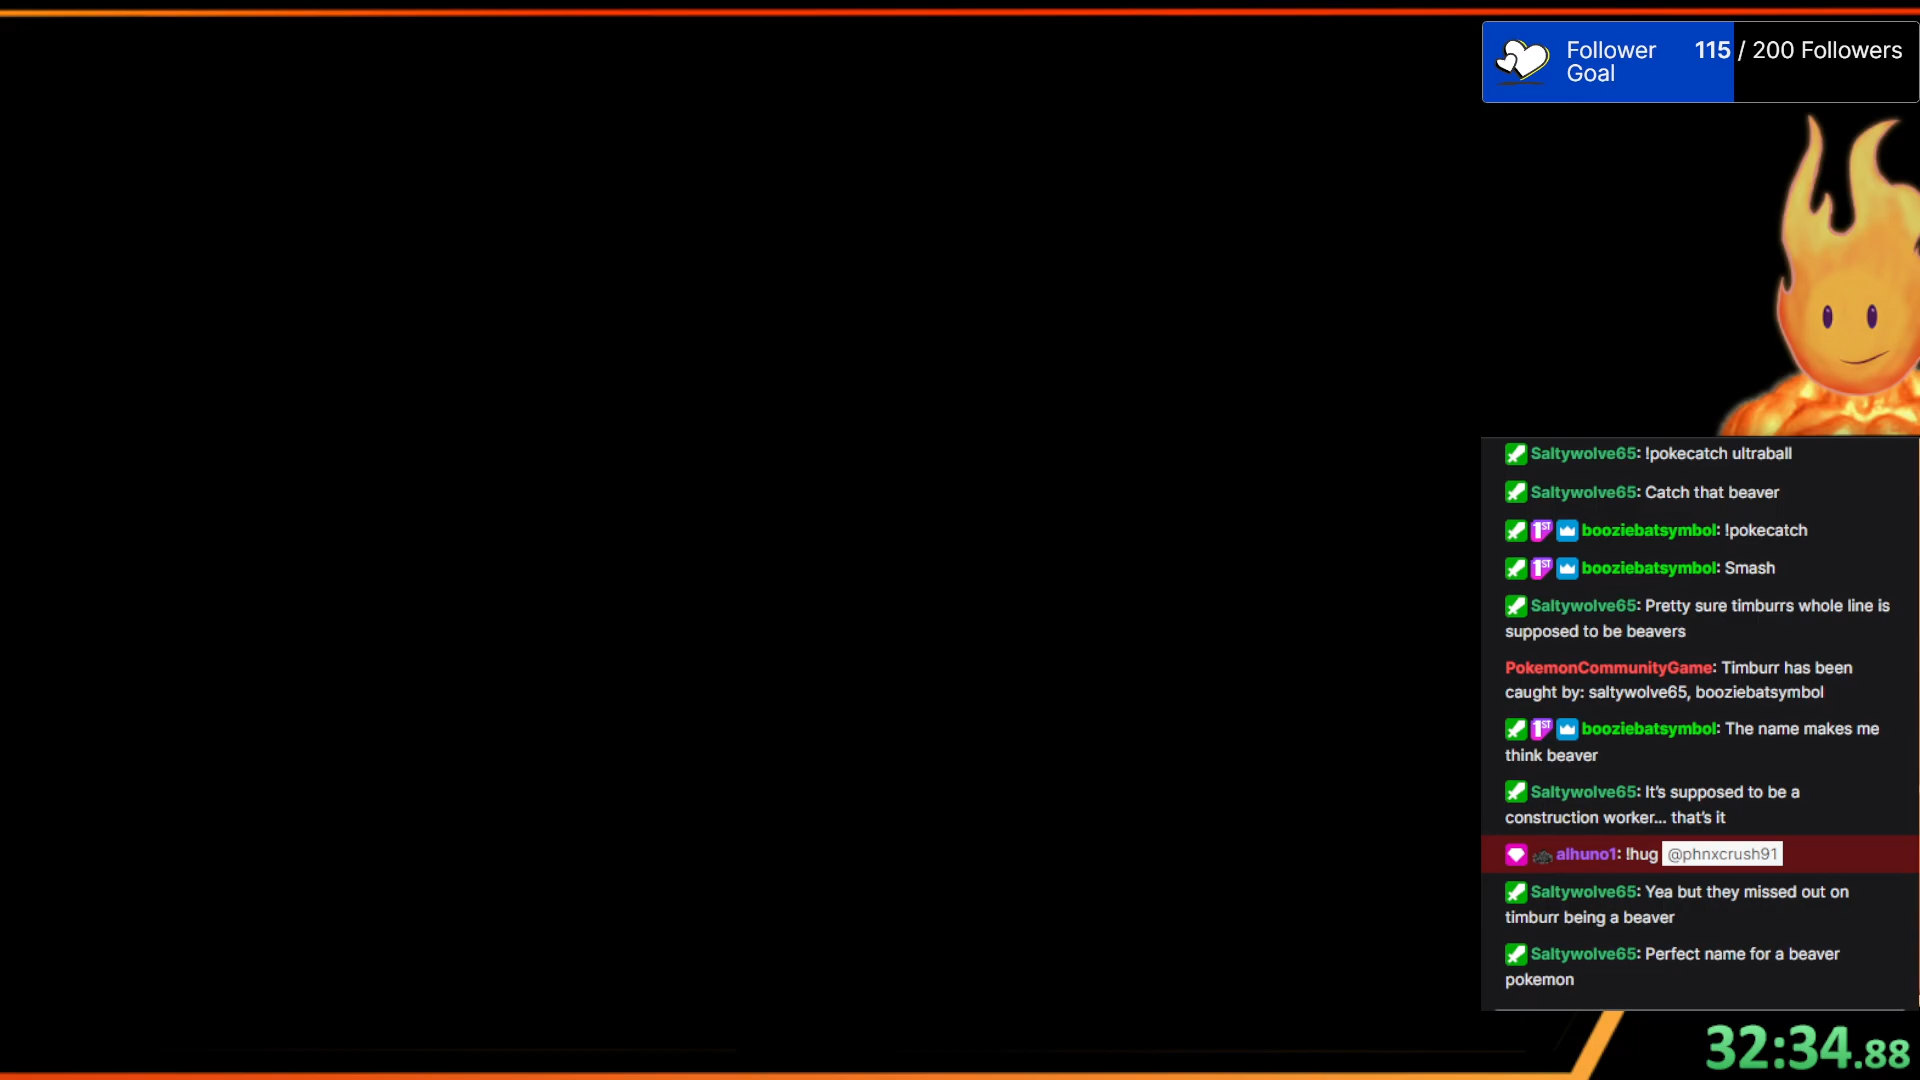 Follower 115 / 200 Followers
Goal
Saltywolve65: !pokecatch ultraball
Saltywolve65: Catch that beaver
1ST booziebatsymbol: !pokecatch
1ST booziebatsymbol: Smash
Saltywolve65: Pretty sure timburrs whole line is
supposed to be beavers
PokemonCommunityGame: Timburr has been
caught by: saltywolve65, booziebatsymbol
1ST booziebatsymbol: The name makes me
think beaver
Saltywolve65: It's supposed to be a
construction worker... that's it
alhuno1: !hug @phnxcrush91
Saltywolve65: Yea but they missed out on
timburr being a beaver
Saltywolve65: Perfect name for a beaver
pokemon
32:34.88